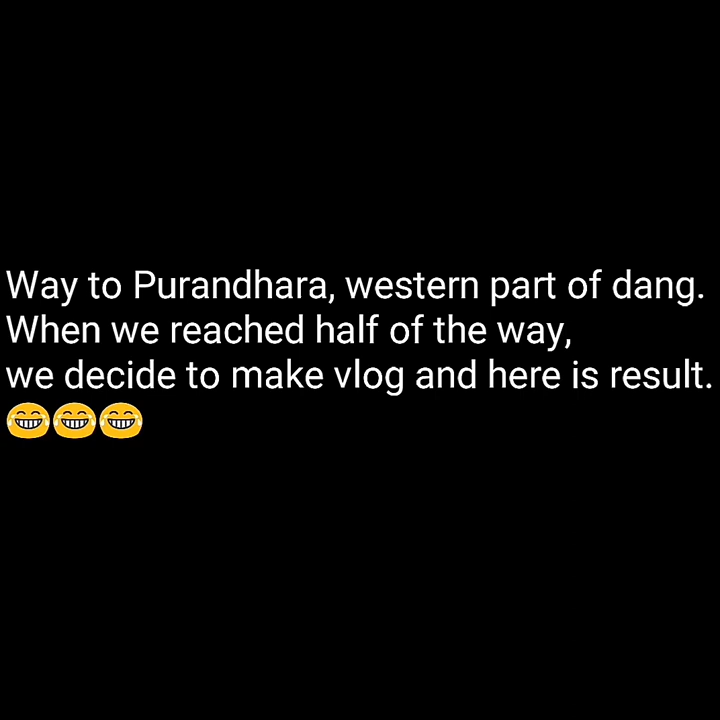 Way to Purandhara, western part of dang.
When we reached half of the way,
we decide to make vlog and here is result.
😂😂😂